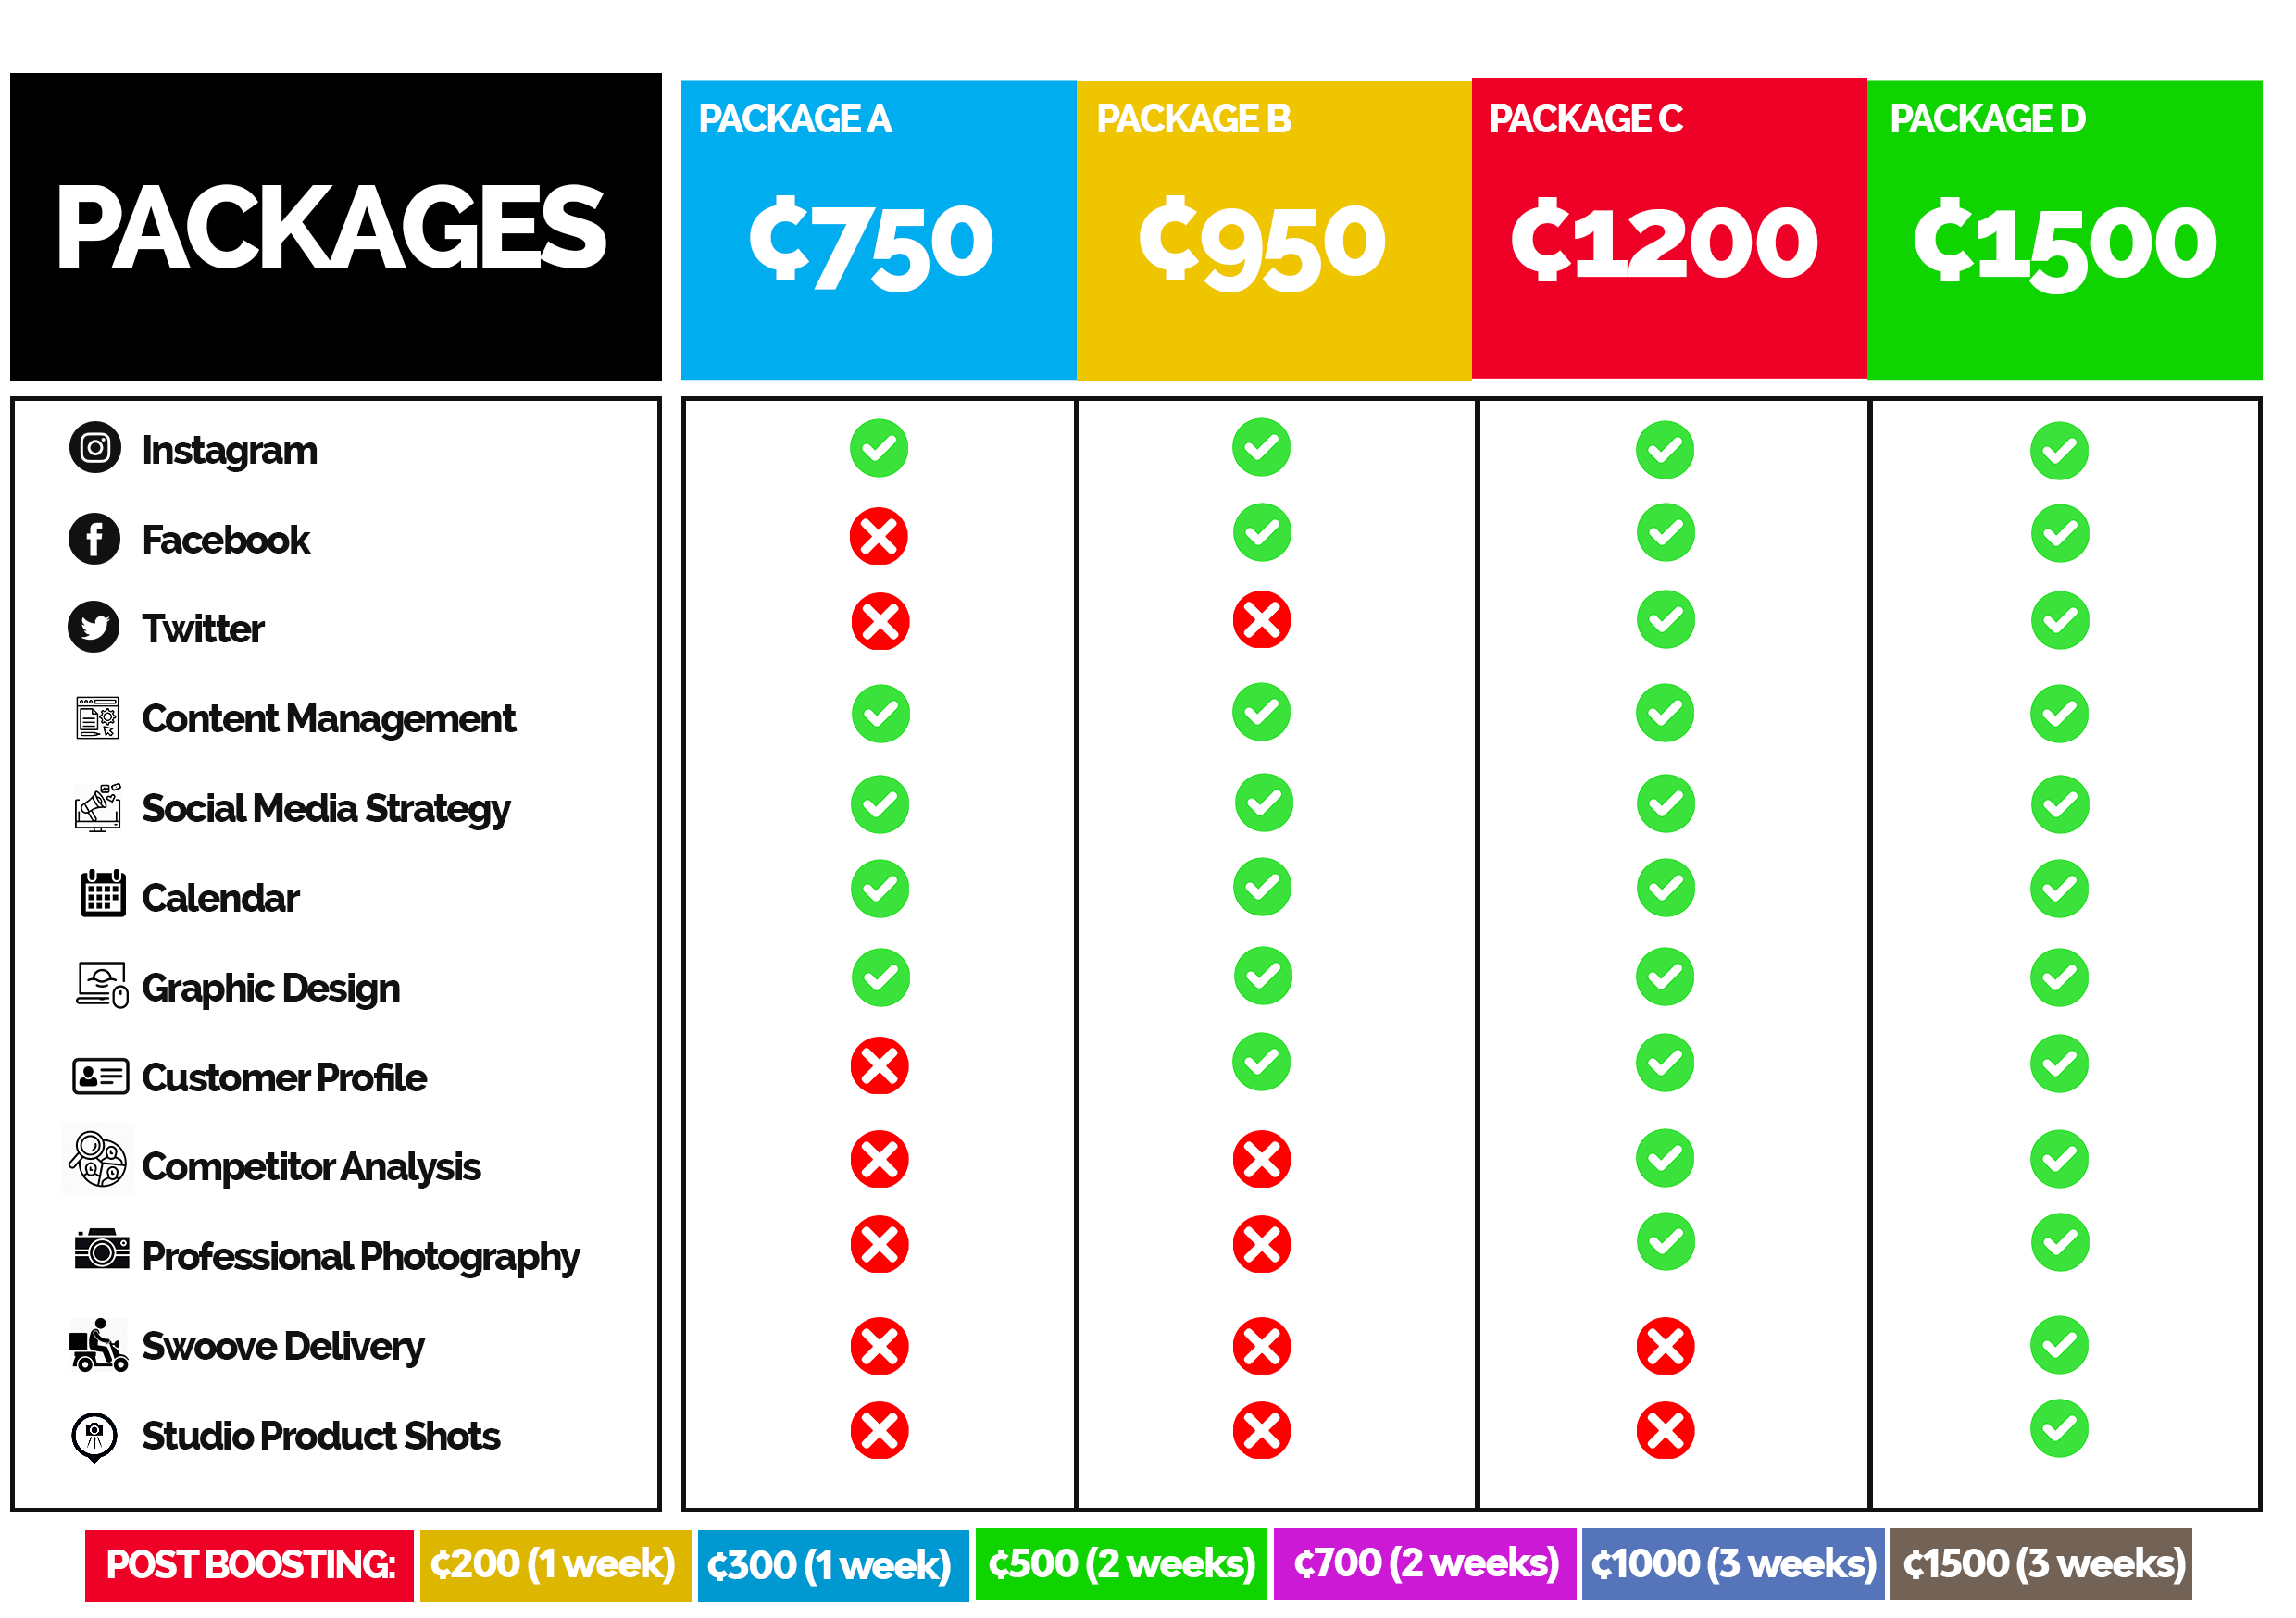 PACKAGES
PACKAGE A
₵750
PACKAGE B
₵950
PACKAGE C
₵1200
PACKAGE D
₵1500
Instagram
Facebook
Twitter
Content Management
Social Media Strategy
Calendar
Graphic Design
Customer Profile
Competitor Analysis
Professional Photography
Swoove Delivery
Studio Product Shots
POST BOOSTING: ₵200 (1 week) ₵300 (1 week) ₵500 (2 weeks) ₵700 (2 weeks) ₵1000 (3 weeks) ₵1500 (3 weeks)